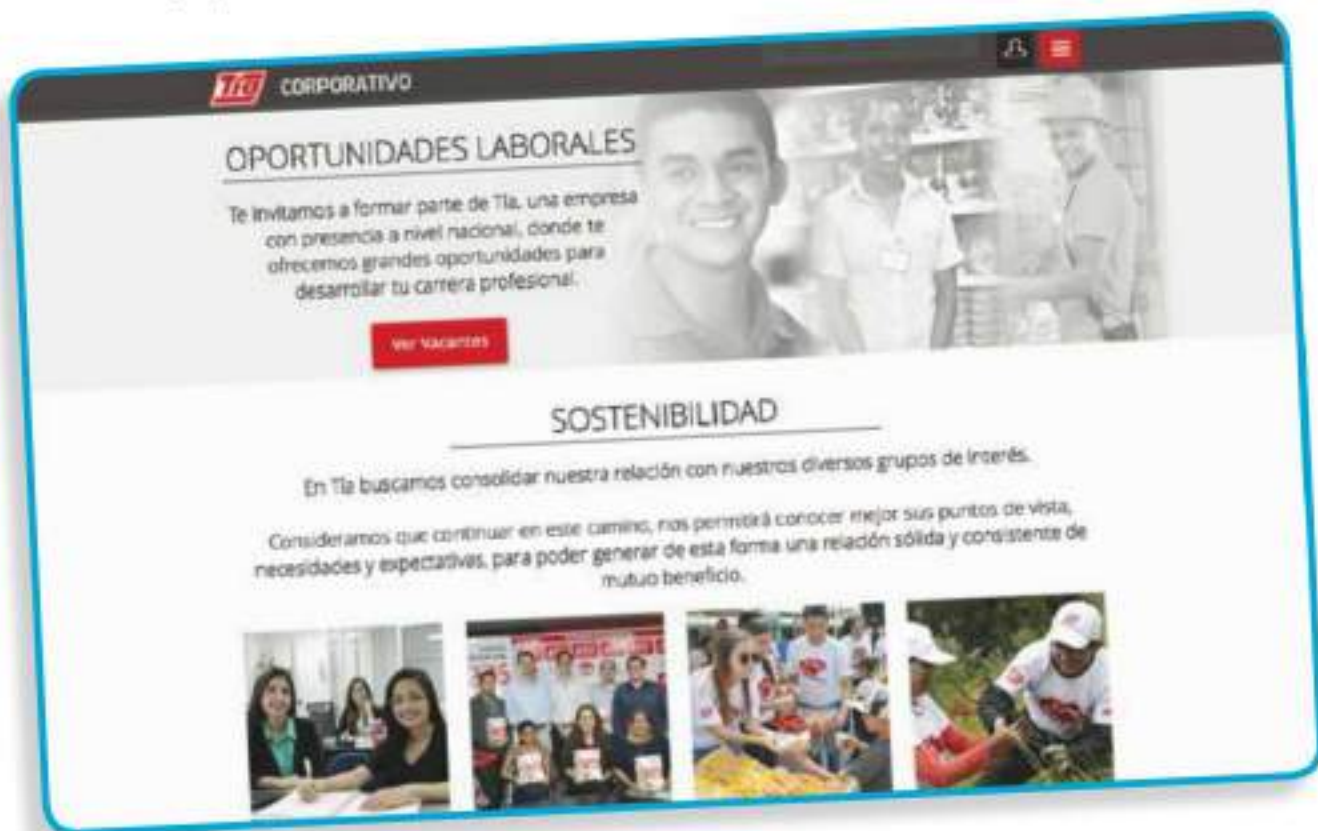 Tía CORPORATIVO
OPORTUNIDADES LABORALES
Te invitamos a formar parte de Tía, una empresa
con presencia a nivel nacional, donde te
ofrecemos grandes oportunidades para
desarrollar tu carrera profesional.
Ver Vacantes
SOSTENIBILIDAD
En Tía buscamos consolidar nuestra relación con nuestros diversos grupos de interés.
Consideramos que continuar en este camino, nos permitirá conocer mejor sus puntos de vista,
necesidades y expectativas, para poder generar de esta forma una relación sólida y consistente de
mutuo beneficio.